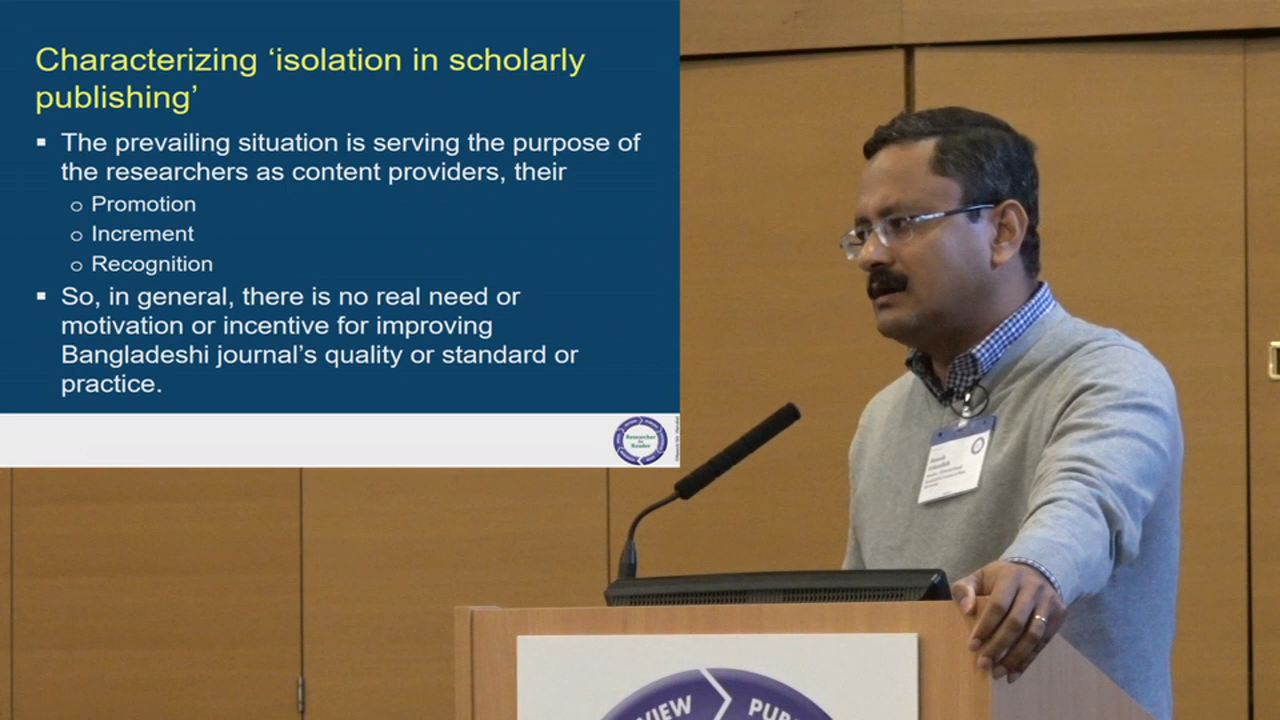 Characterizing ‘isolation in scholarly
publishing’
▪ The prevailing situation is serving the purpose of
the researchers as content providers, their
o Promotion
o Increment
o Recognition
▪ So, in general, there is no real need or
motivation or incentive for improving
Bangladeshi journal’s quality or standard or
practice.
Researcher
to
Reader
VIEW
PUB